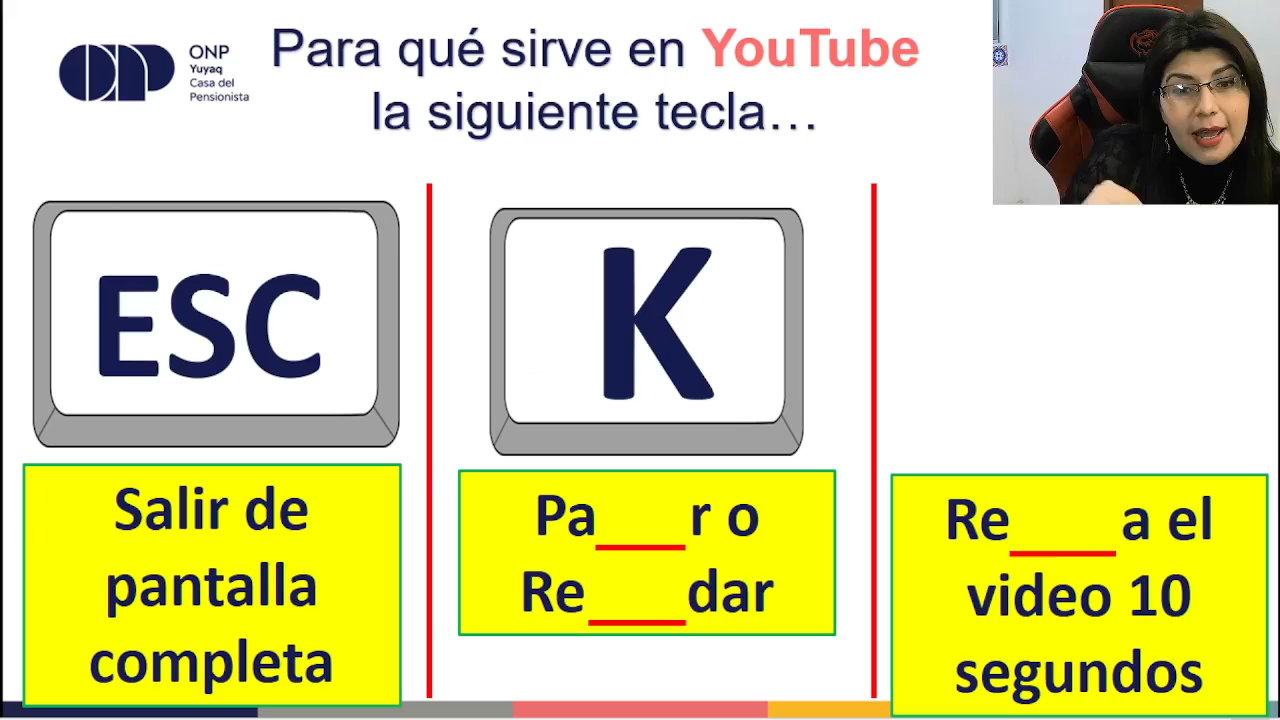 ONP
Yuyaq
Casa del
Pensionista
Para qué sirve en YouTube
la siguiente tecla...
ESC
K
Salir de
pantalla
completa
Pa___r o
Re___dar
Re___a el
video 10
segundos